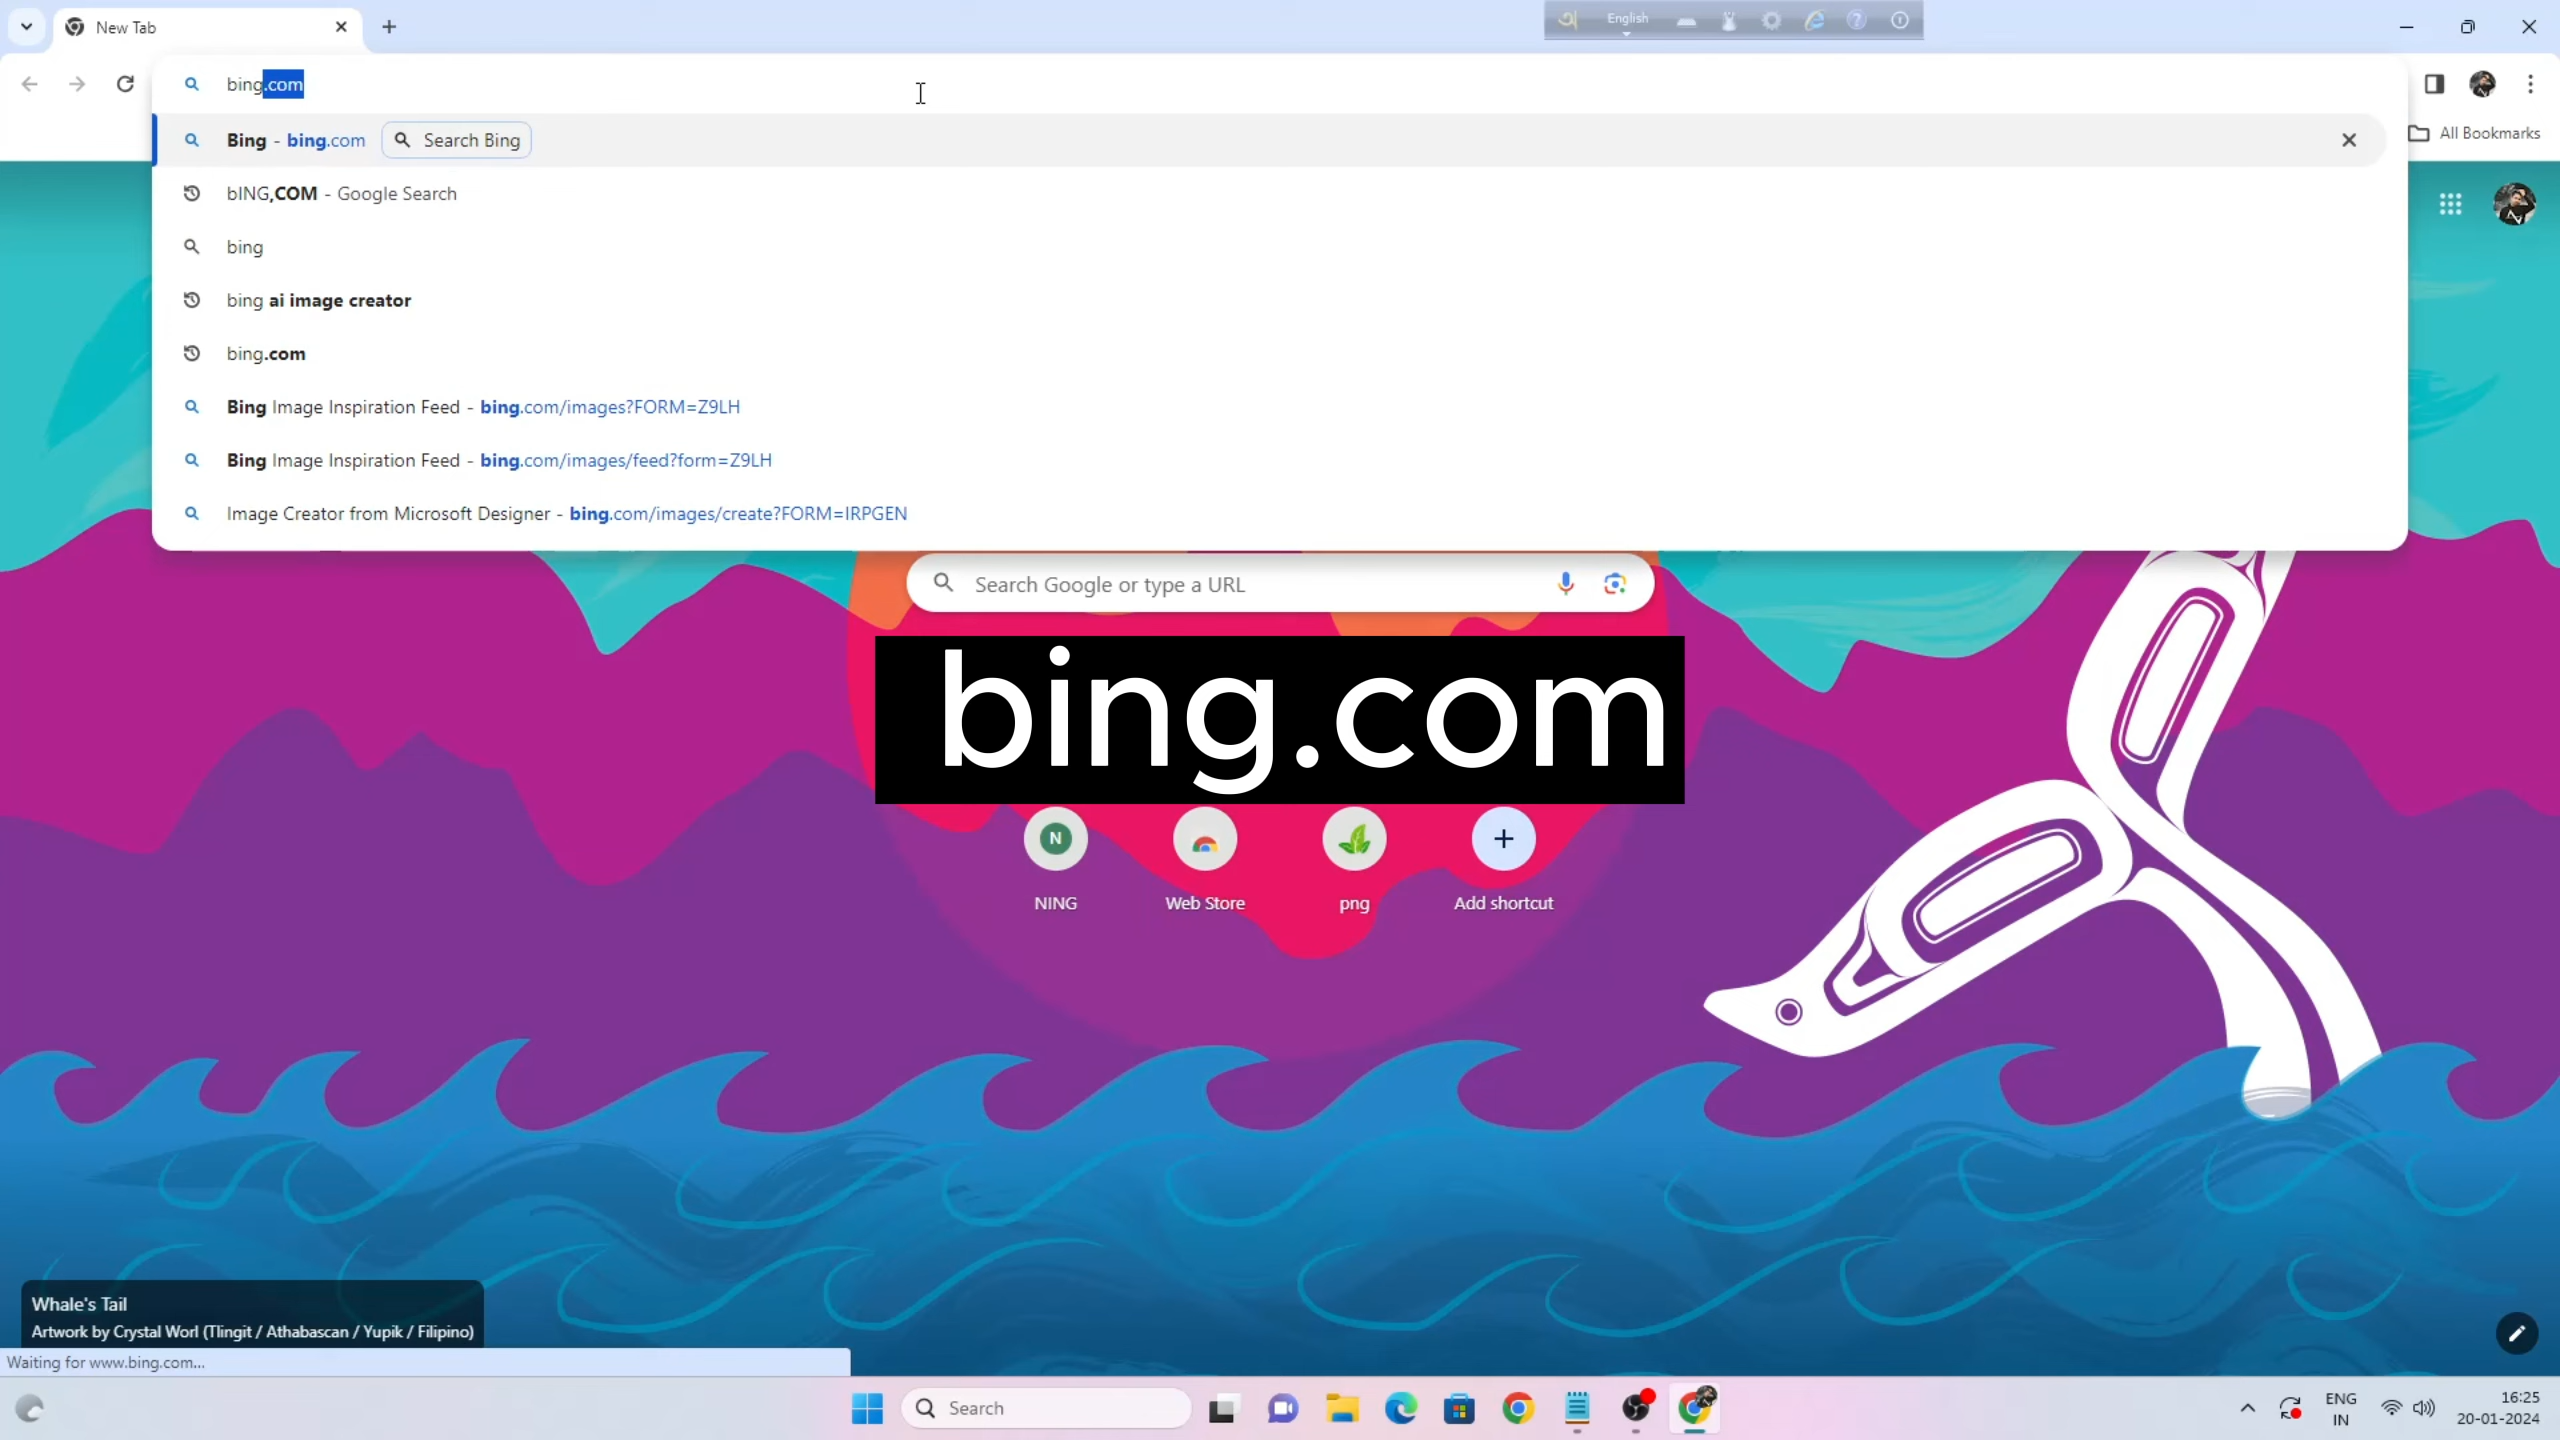 New Tab
অ English
bing.com
Bing - bing.com Search Bing
All Bookmarks
bING,COM - Google Search
bing
bing ai image creator
bing.com
Bing Image Inspiration Feed - bing.com/images?FORM=Z9LH
Bing Image Inspiration Feed - bing.com/images/feed?form=Z9LH
Image Creator from Microsoft Designer - bing.com/images/create?FORM=IRPGEN
Search Google or type a URL
bing.com
N
NING
Web Store
png
Add shortcut
Whale's Tail
Artwork by Crystal Worl (Tlingit / Athabascan / Yupik / Filipino)
Waiting for www.bing.com...
Search
ENG
IN
16:25
20-01-2024